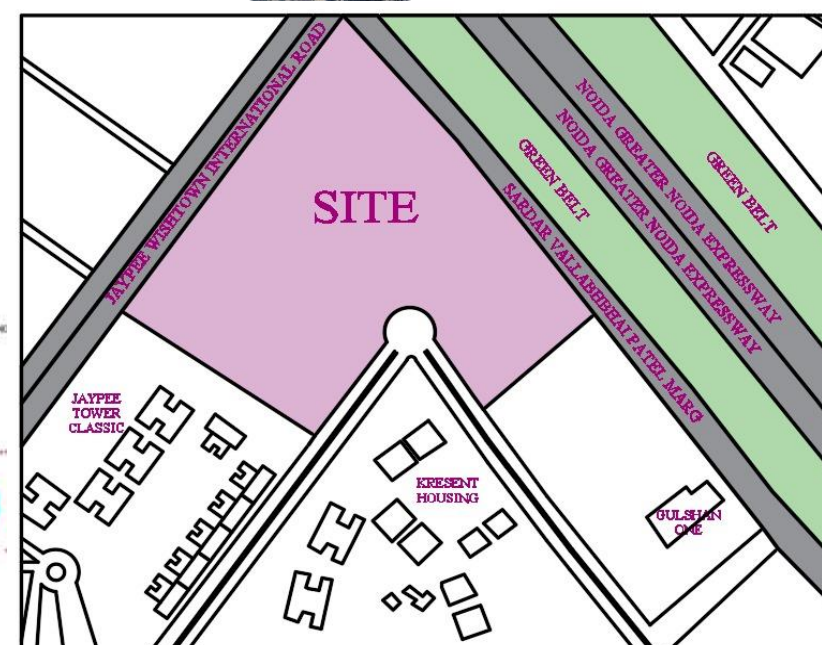 JAYPEE WISHTOWN INTERNATIONAL ROAD
SITE
GREEN BELT
SARDAR VALLABHBHAI PATEL MARG
NOIDA GREATER NOIDA EXPRESSWAY
NOIDA GREATER NOIDA EXPRESSWAY
GREEN BELT
JAYPEE
TOWER
CLASSIC
KRESENT
HOUSING
GULSHAN
ONE